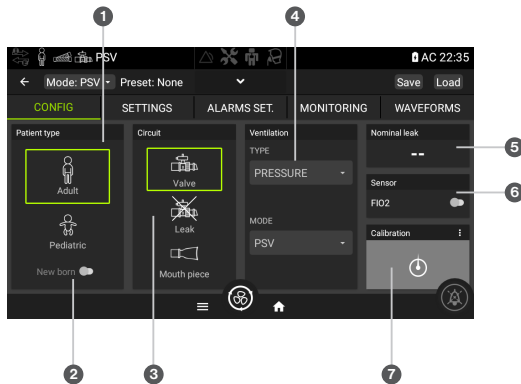 1
4
PSV
AC 22:35
Mode: PSV
Preset: None
Save
Load
CONFIG
SETTINGS
ALARMS SET.
MONITORING
WAVEFORMS
Patient type
Adult
Pediatric
New born
Circuit
Valve
Leak
Mouth piece
Ventilation
TYPE
PRESSURE
MODE
PSV
Nominal leak
--
5
Sensor
FIO2
6
Calibration
2
3
7